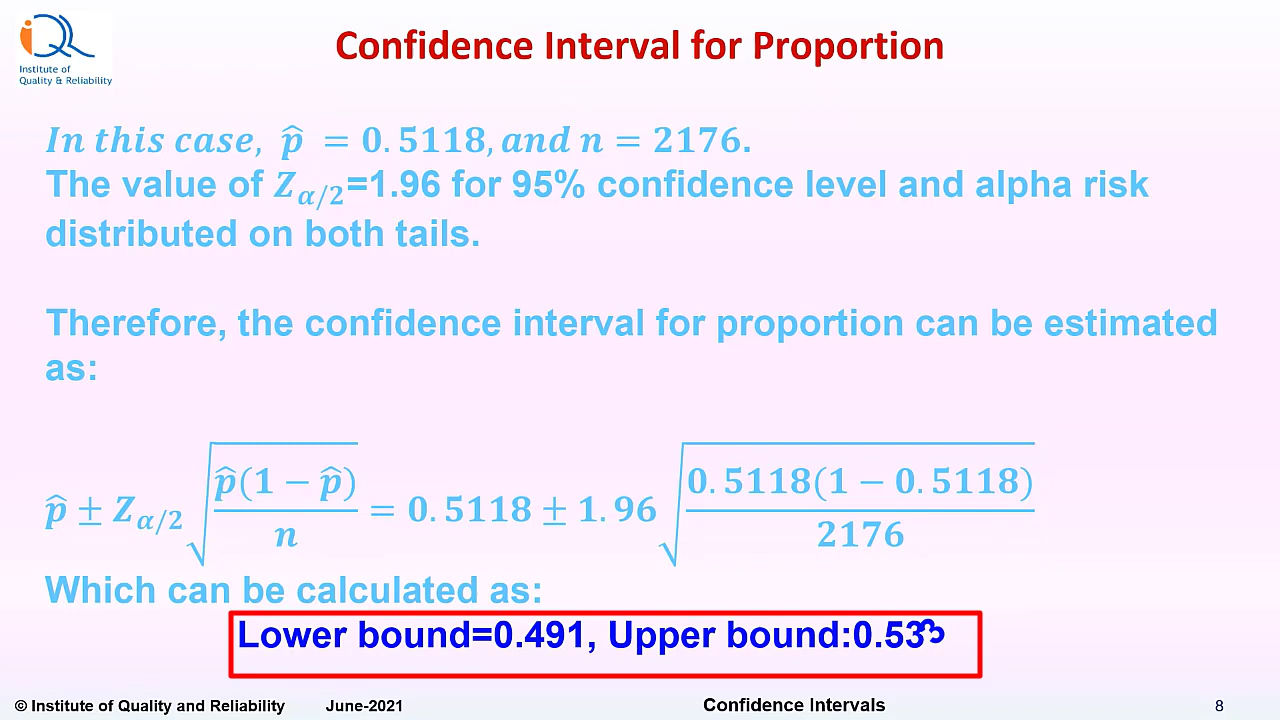 iQR
Institute of
Quality & Reliability
Confidence Interval for Proportion
In this case, p̂ = 0.5118, and n = 2176.
The value of Z_{α/2}=1.96 for 95% confidence level and alpha risk
distributed on both tails.
Therefore, the confidence interval for proportion can be estimated
as:
p̂ ± Z_{α/2} √(p̂(1 − p̂)/n) = 0.5118 ± 1.96 √(0.5118(1 − 0.5118)/2176)
Which can be calculated as:
Lower bound=0.491, Upper bound:0.53
© Institute of Quality and Reliability June-2021 Confidence Intervals 8